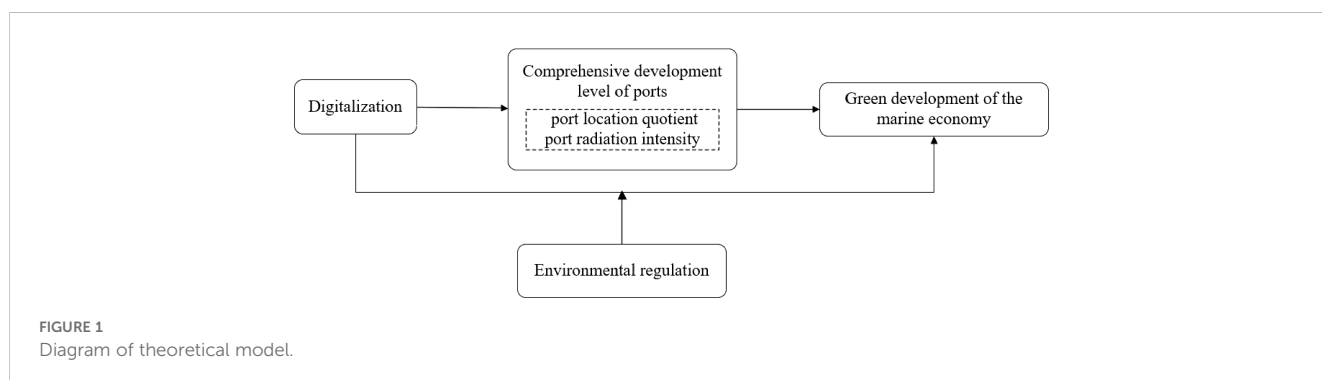 Digitalization
Comprehensive development
level of ports
port location quotient
port radiation intensity
Green development of the
marine economy
Environmental regulation
FIGURE 1
Diagram of theoretical model.